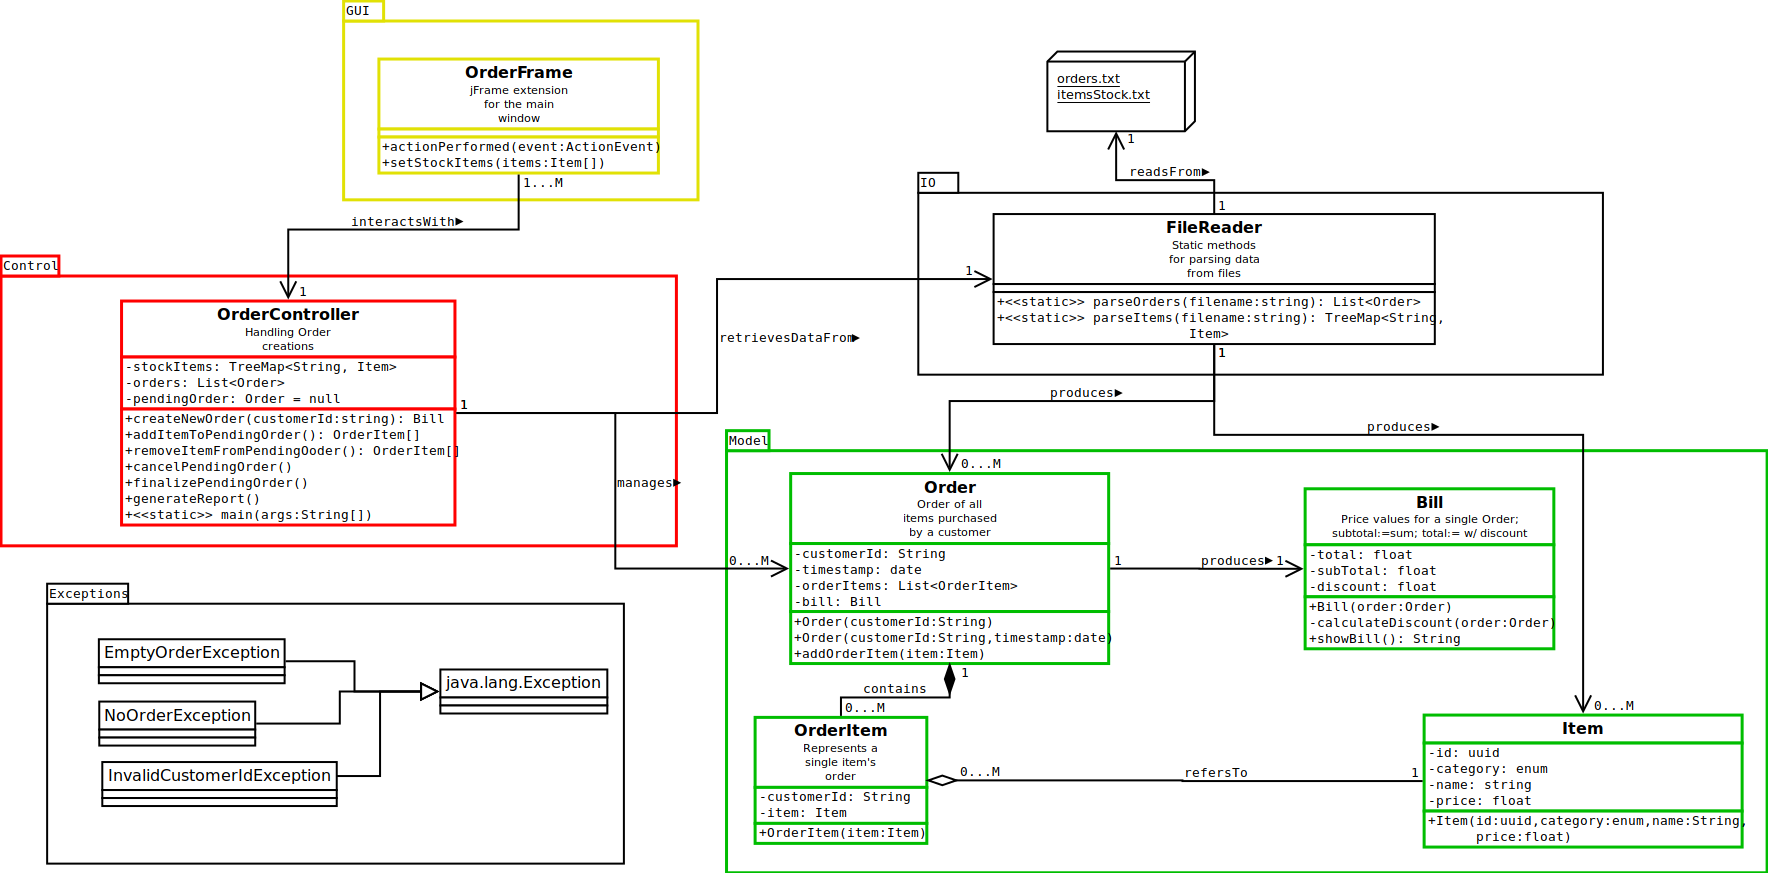 GUI
OrderFrame
jFrame extension
for the main
window
+actionPerformed(event:ActionEvent)
+setStockItems(items:Item[])
1...M
interactsWith►
1
orders.txt
itemsStock.txt
1
readsFrom►
1
IO
FileReader
Static methods
for parsing data
from files
+<<static>> parseOrders(filename:string): List<Order>
+<<static>> parseItems(filename:string): TreeMap<String,
Item>
1
1
retrievesDataFrom►
Control
OrderController
Handling Order
creations
-stockItems: TreeMap<String, Item>
-orders: List<Order>
-pendingOrder: Order = null
+createNewOrder(customerId:string): Bill
+addItemToPendingOrder(): OrderItem[]
+removeItemFromPendingOoder(): OrderItem[]
+cancelPendingOrder()
+finalizePendingOrder()
+generateReport()
+<<static>> main(args:String[])
1
manages►
0...M
produces►
0...M
produces►
0...M
Model
Order
Order of all
items purchased
by a customer
-customerId: String
-timestamp: date
-orderItems: List<OrderItem>
-bill: Bill
+Order(customerId:String)
+Order(customerId:String,timestamp:date)
+addOrderItem(item:Item)
1
produces►
1
Bill
Price values for a single Order;
subtotal:=sum; total:= w/ discount
-total: float
-subTotal: float
-discount: float
+Bill(order:Order)
-calculateDiscount(order:Order)
+showBill(): String
1
contains
0...M
OrderItem
Represents a
single item's
order
-customerId: String
-item: Item
+OrderItem(item:Item)
0...M
refersTo
1
Item
-id: uuid
-category: enum
-name: string
-price: float
+Item(id:uuid,category:enum,name:String,
price:float)
Exceptions
EmptyOrderException
NoOrderException
InvalidCustomerIdException
java.lang.Exception